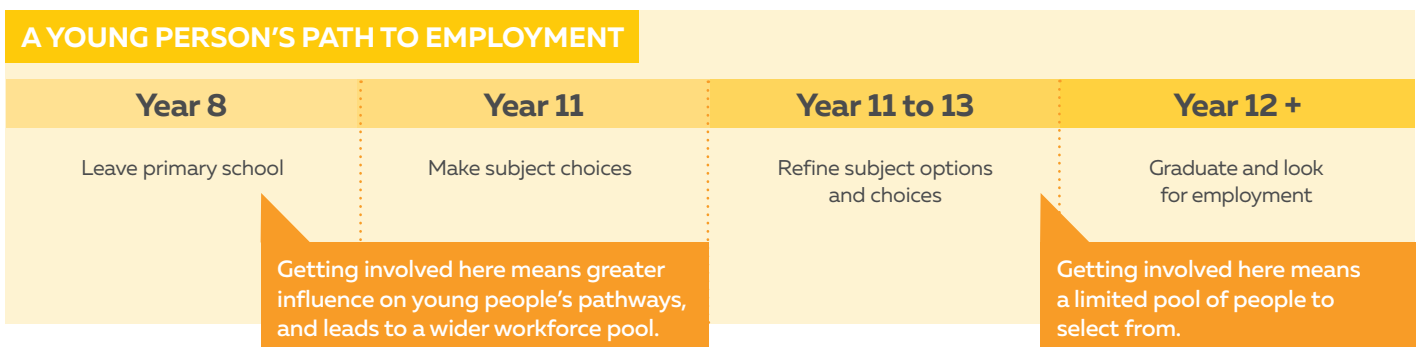 A YOUNG PERSON'S PATH TO EMPLOYMENT
Year 8
Leave primary school
Year 11
Make subject choices
Year 11 to 13
Refine subject options
and choices
Year 12 +
Graduate and look
for employment
Getting involved here means greater
influence on young people's pathways,
and leads to a wider workforce pool.
Getting involved here means
a limited pool of people to
select from.